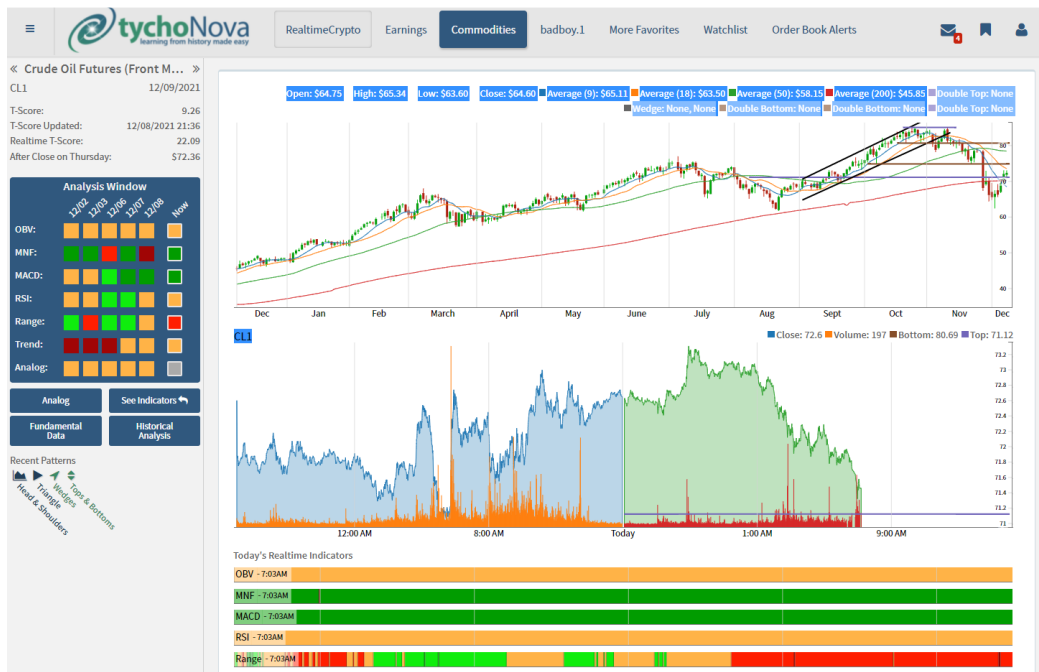 tychoNova
learning from history made easy
RealtimeCrypto Earnings Commodities badboy.1 More Favorites Watchlist Order Book Alerts
4
« Crude Oil Futures (Front M... »
CL1 12/09/2021
T-Score: 9.26
T-Score Updated: 12/08/2021 21:36
Realtime T-Score: 22.09
After Close on Thursday: $72.36
Analysis Window
12/02 12/03 12/06 12/07 12/08 Now
OBV:
MNF:
MACD:
RSI:
Range:
Trend:
Analog:
Analog
See Indicators
Fundamental Data
Historical Analysis
Recent Patterns
Head & Shoulders
Triangle
Wedges
Tops & Bottoms
Open: $64.75 High: $65.34 Low: $63.60 Close: $64.60 Average (9): $65.11 Average (18): $63.50 Average (50): $58.15 Average (200): $45.85 Double Top: None
Wedge: None, None Double Bottom: None Double Bottom: None Double Top: None
80
70
60
50
40
Dec Jan Feb March April May June July Aug Sept Oct Nov Dec
CL1
Close: 72.6 Volume: 197 Bottom: 80.69 Top: 71.12
73.2
73
72.8
72.6
72.4
72.2
72
71.8
71.6
71.4
71.2
71
12:00 AM 8:00 AM Today 1:00 AM 9:00 AM
Today's Realtime Indicators
OBV - 7:03AM
MNF - 7:03AM
MACD - 7:03AM
RSI - 7:03AM
Range - 7:03AM